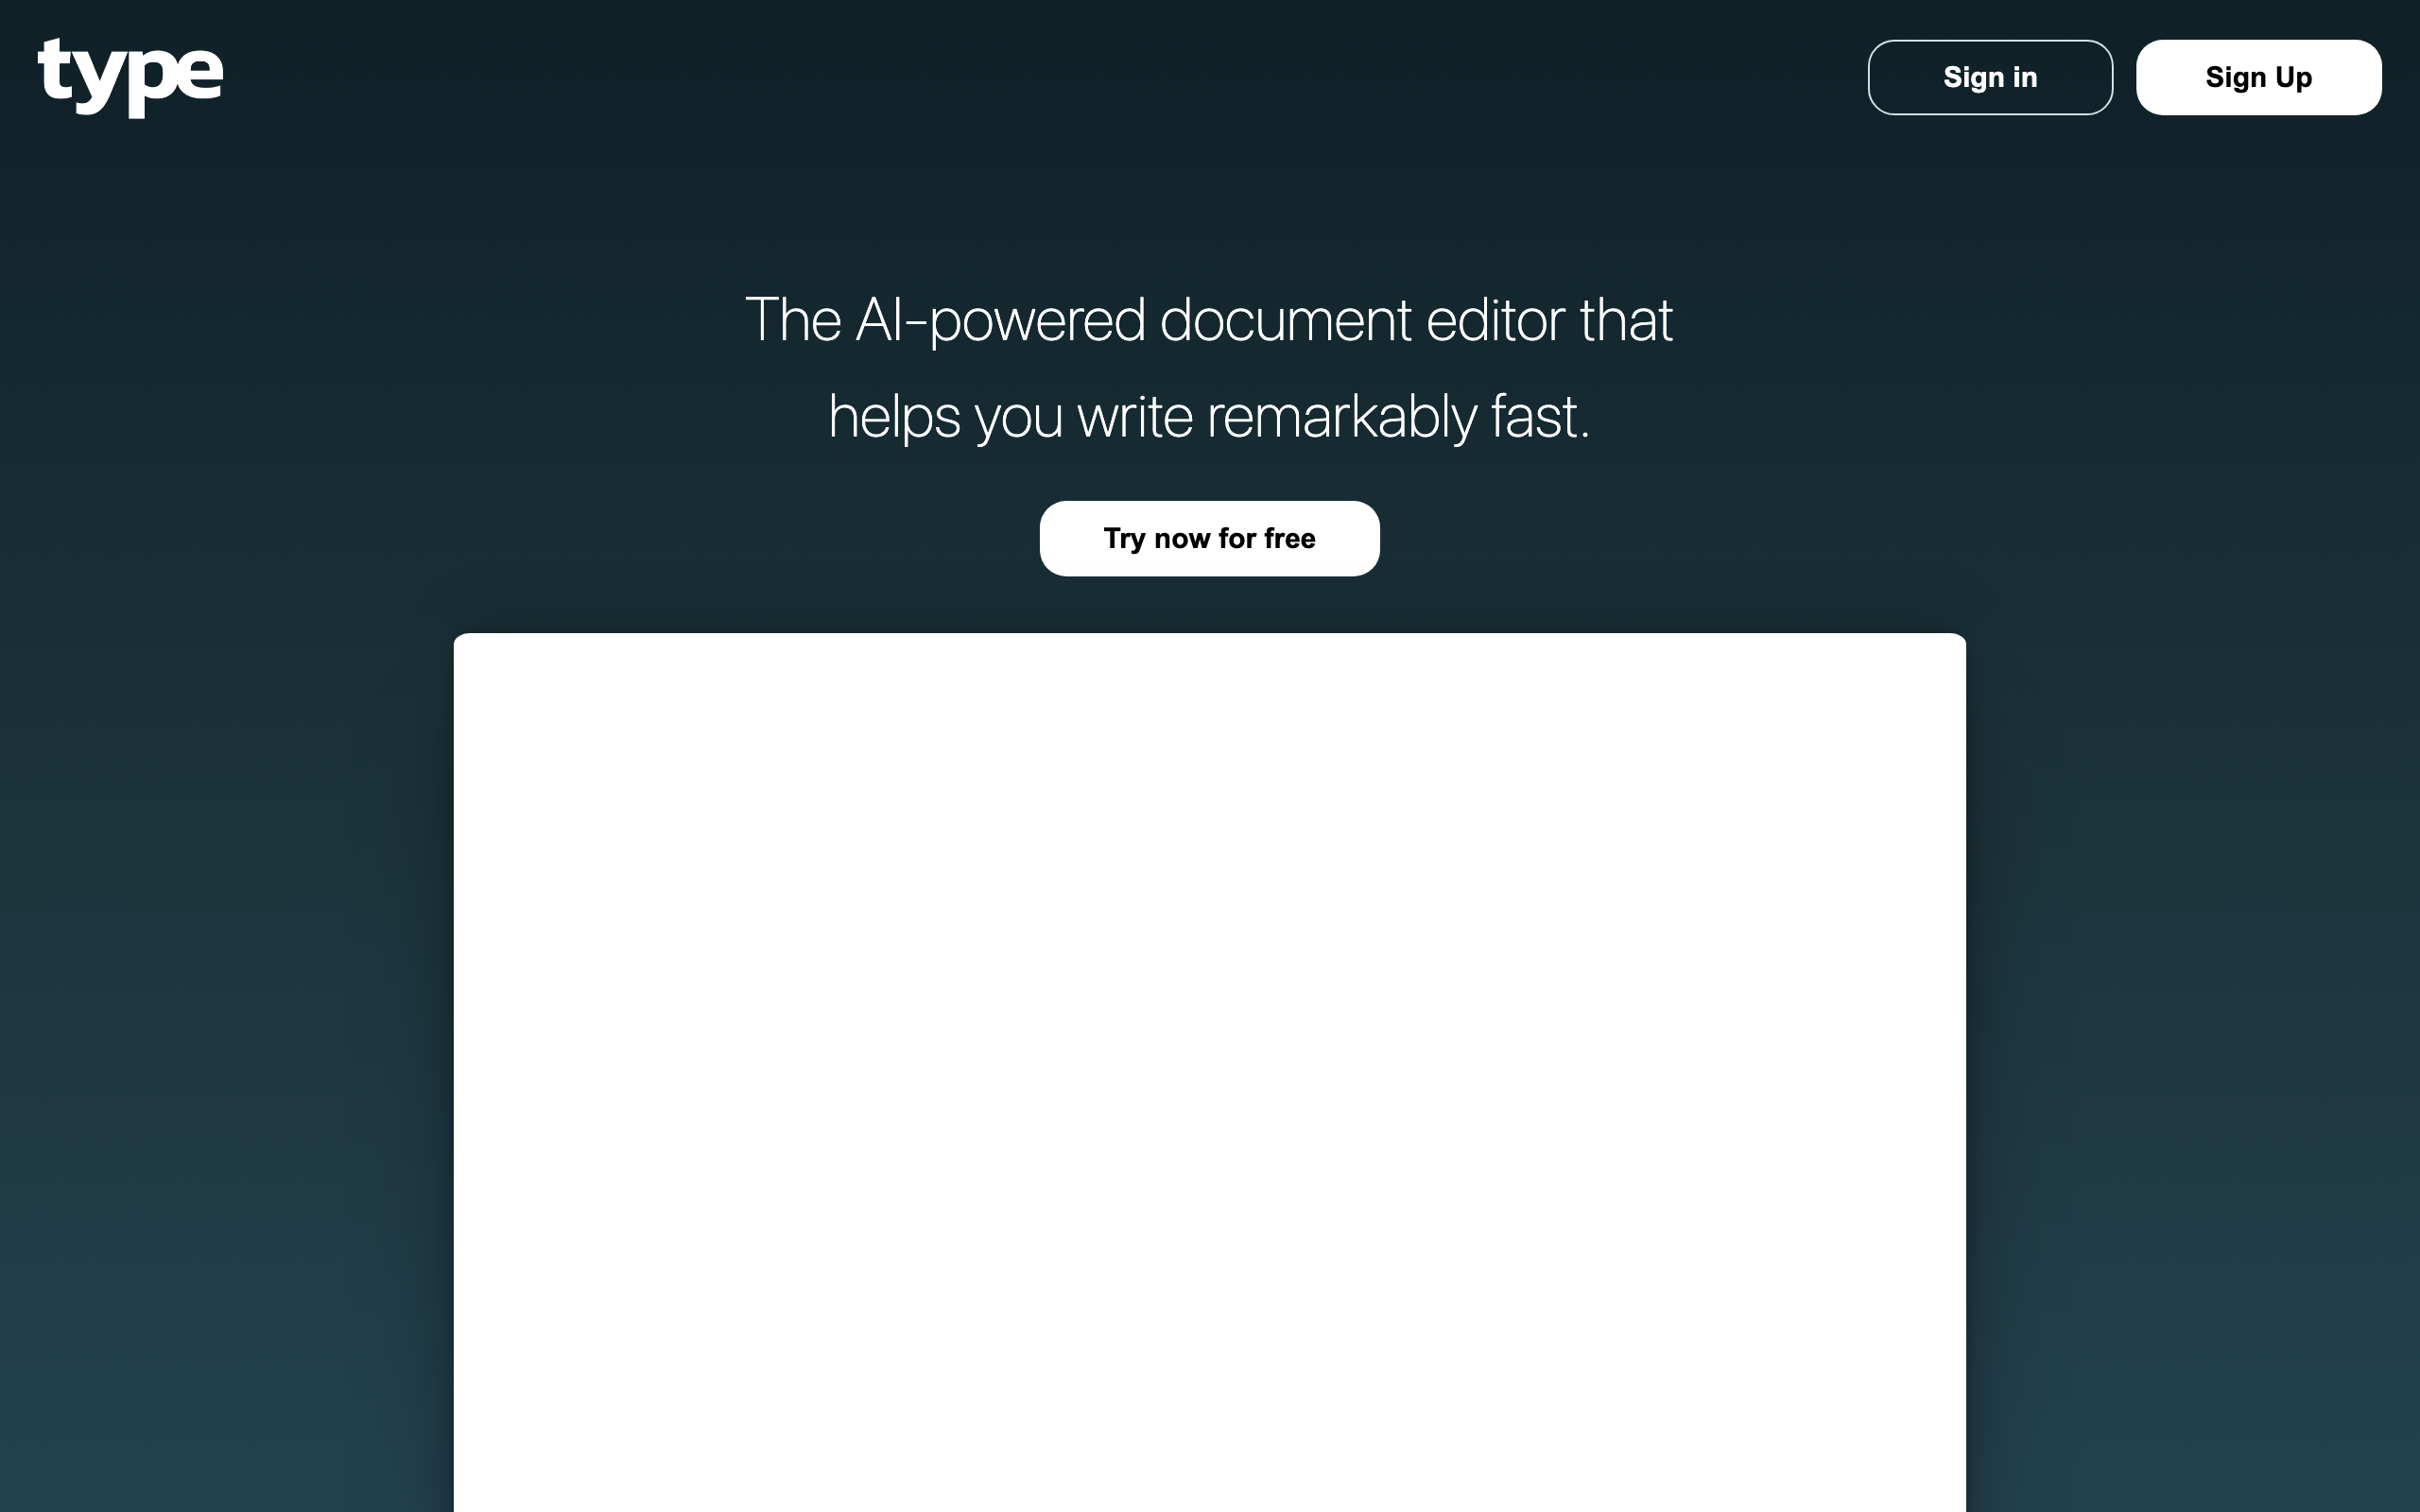 type
Sign in
Sign Up
The AI-powered document editor that
helps you write remarkably fast.
Try now for free